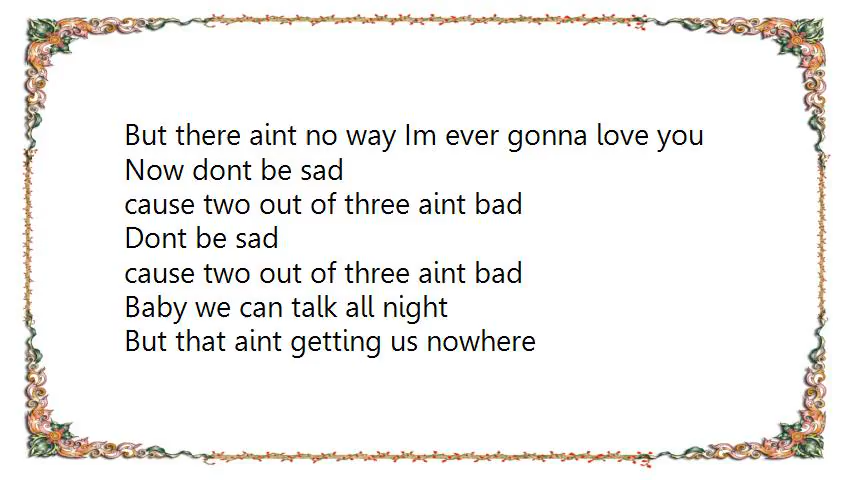 But there aint no way Im ever gonna love you
Now dont be sad
cause two out of three aint bad
Dont be sad
cause two out of three aint bad
Baby we can talk all night
But that aint getting us nowhere